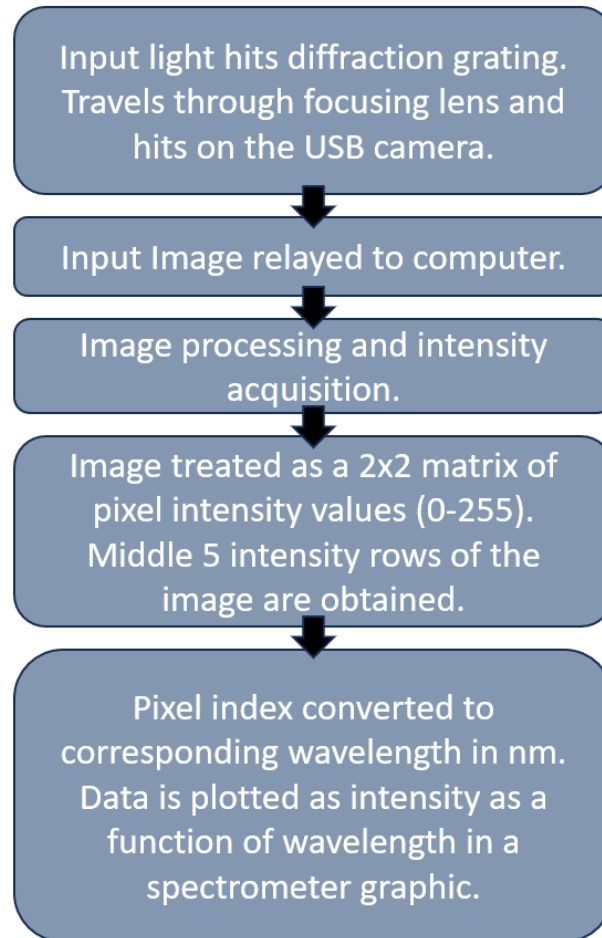 Input light hits diffraction grating.
Travels through focusing lens and
hits on the USB camera.
Input Image relayed to computer.
Image processing and intensity
acquisition.
Image treated as a 2x2 matrix of
pixel intensity values (0-255).
Middle 5 intensity rows of the
image are obtained.
Pixel index converted to
corresponding wavelength in nm.
Data is plotted as intensity as a
function of wavelength in a
spectrometer graphic.